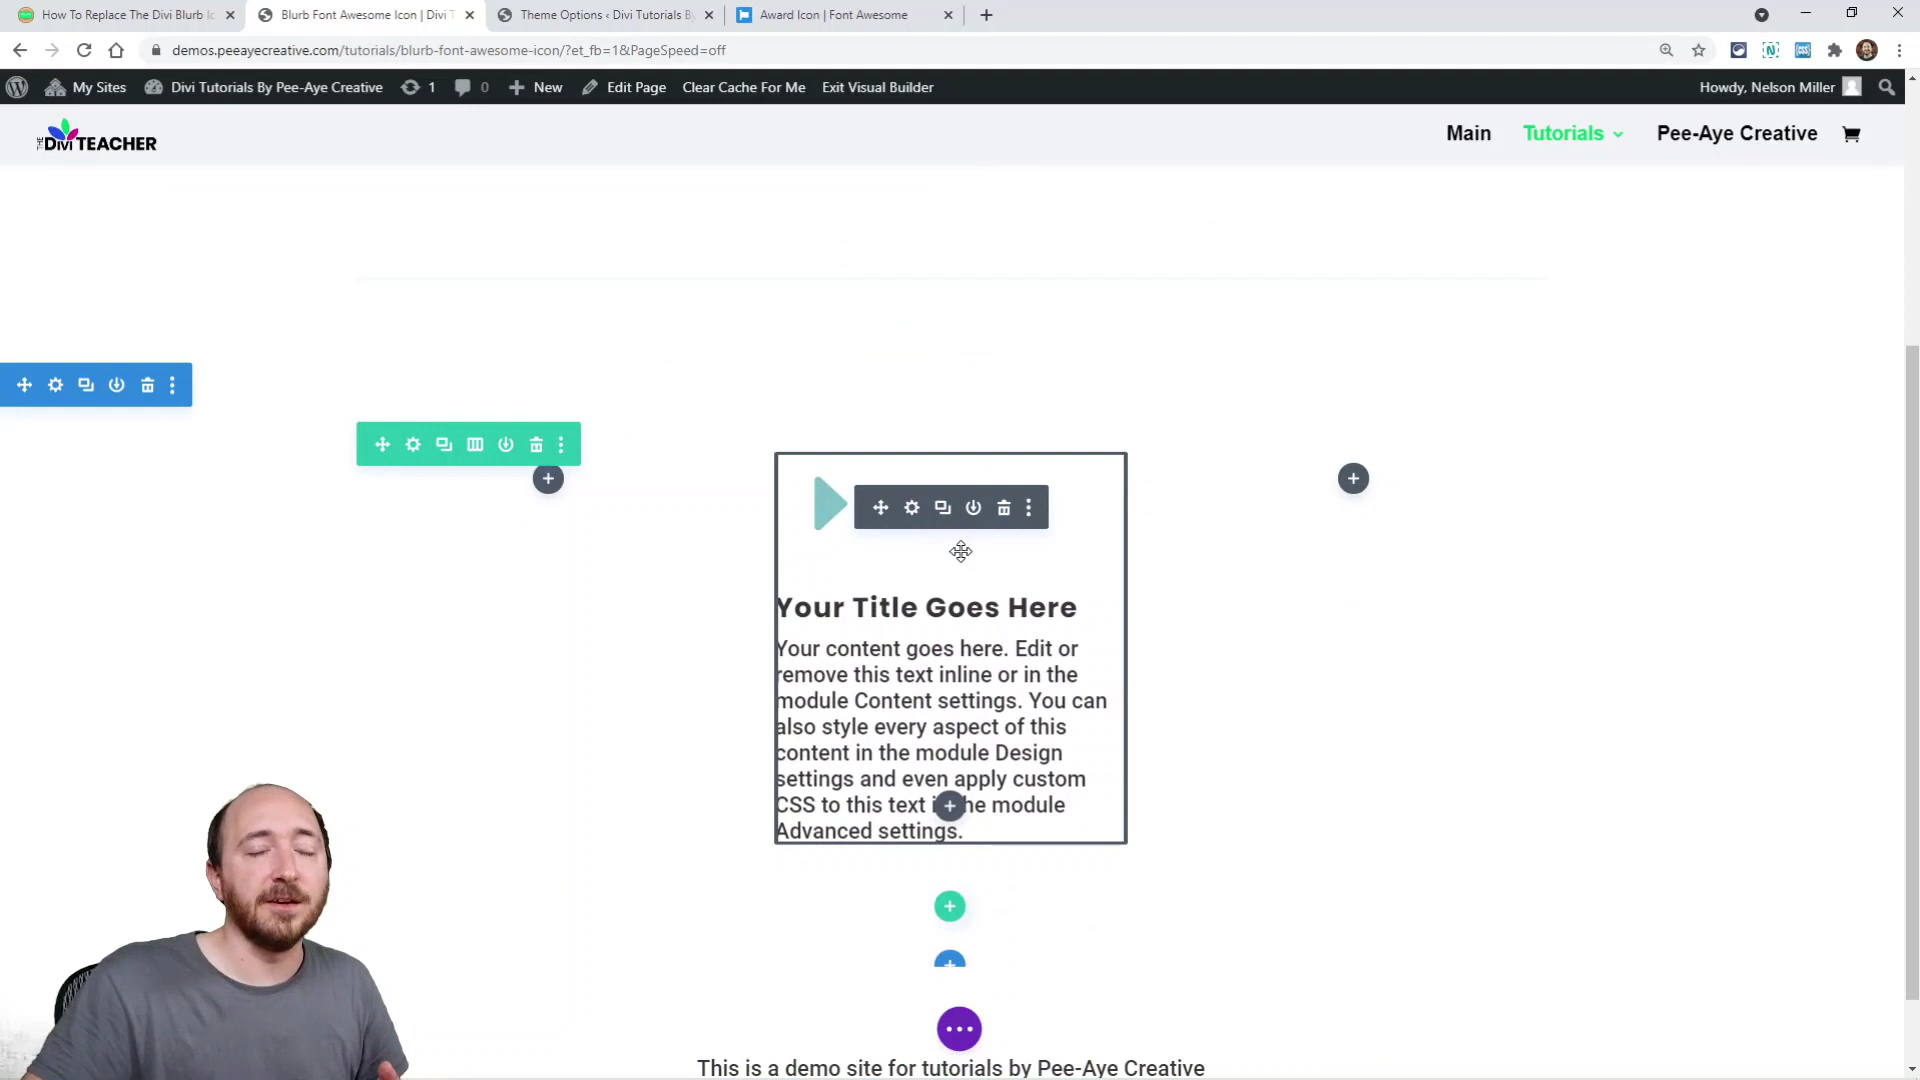 How To Replace The Divi Blurb Ic
Blurb Font Awesome Icon | Divi T
Theme Options ‹ Divi Tutorials By
Award Icon | Font Awesome
demos.peeayecreative.com/tutorials/blurb-font-awesome-icon/?et_fb=1&PageSpeed=off
My Sites
Divi Tutorials By Pee-Aye Creative
1
0
New
Edit Page
Clear Cache For Me
Exit Visual Builder
Howdy, Nelson Miller
THE DIVI TEACHER
Main
Tutorials
Pee-Aye Creative
Your Title Goes Here
Your content goes here. Edit or
remove this text inline or in the
module Content settings. You can
also style every aspect of this
content in the module Design
settings and even apply custom
CSS to this text in the module
Advanced settings.
This is a demo site for tutorials by Pee-Aye Creative